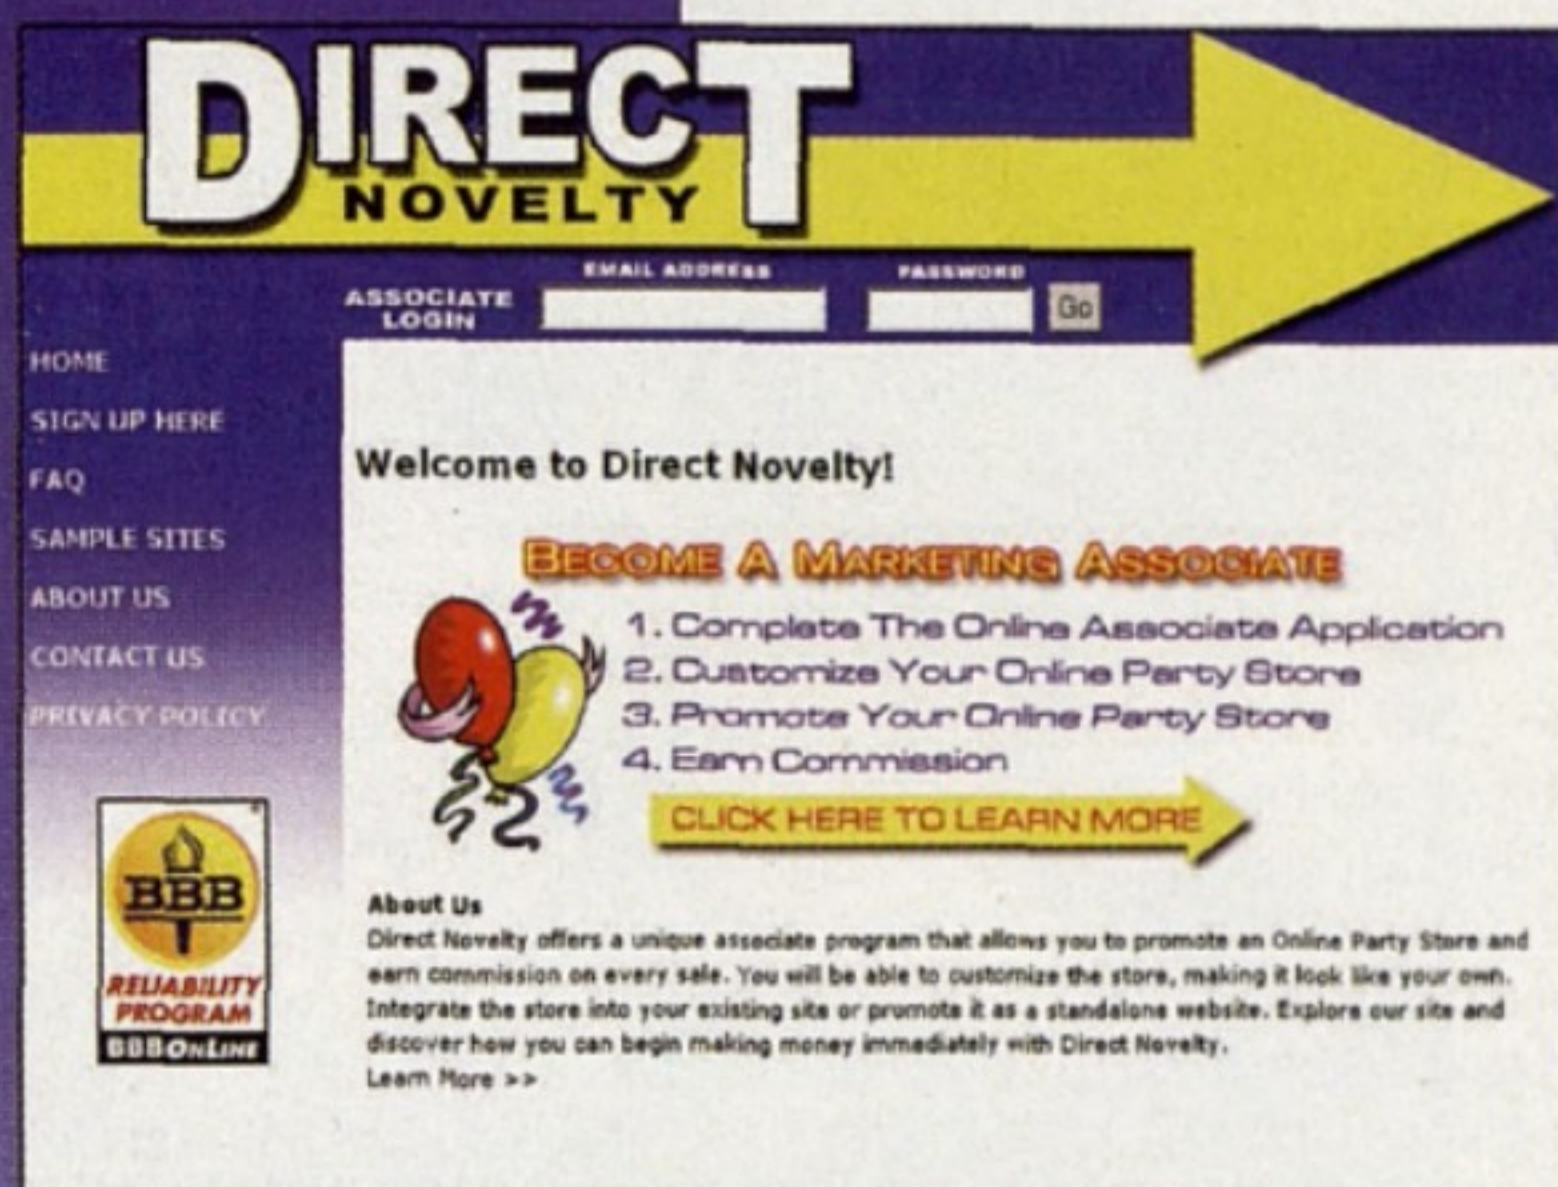 DIRECT
NOVELTY
EMAIL ADDRESS
PASSWORD
ASSOCIATE
LOGIN
Go
HOME
SIGN UP HERE
FAQ
SAMPLE SITES
ABOUT US
CONTACT US
PRIVACY POLICY
BBB
RELIABILITY
PROGRAM
BBBONLINE
Welcome to Direct Novelty!
BECOME A MARKETING ASSOCIATE
1. Complete The Online Associate Application
2. Customize Your Online Party Store
3. Promote Your Online Party Store
4. Earn Commission
CLICK HERE TO LEARN MORE
About Us
Direct Novelty offers a unique associate program that allows you to promote an Online Party Store and
earn commission on every sale. You will be able to customize the store, making it look like your own.
Integrate the store into your existing site or promote it as a standalone website. Explore our site and
discover how you can begin making money immediately with Direct Novelty.
Learn More >>